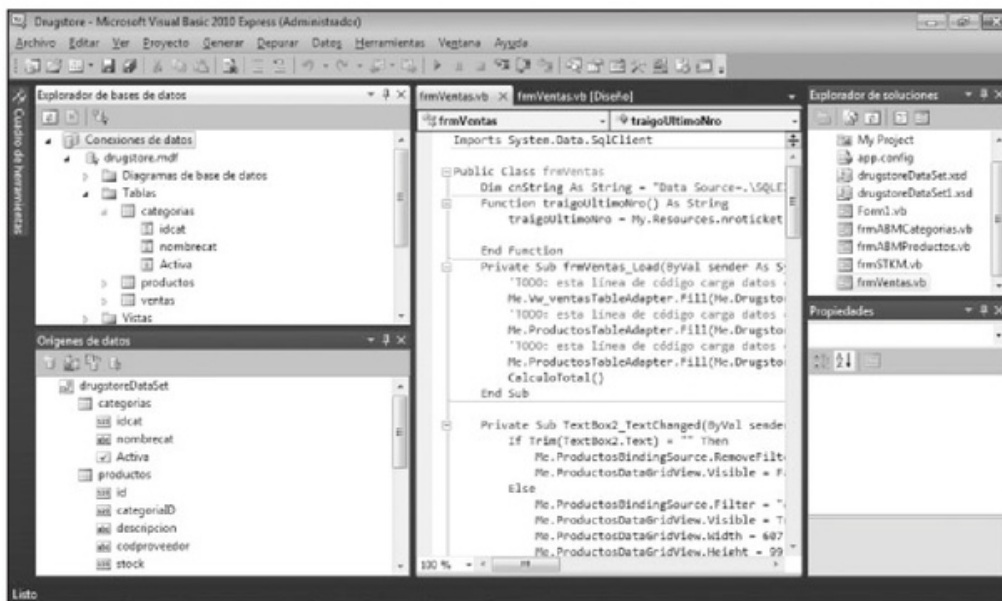 Drugstore - Microsoft Visual Basic 2010 Express (Administrador)
Archivo Editar Ver Proyecto Generar Depurar Datos Herramientas Ventana Ayuda
Cuadro de herramientas
Explorador de bases de datos
Conexiones de datos
drugstore.mdf
Diagramas de base de datos
Tablas
categorias
idcat
nombrecat
Activa
productos
ventas
Vistas
Orígenes de datos
drugstoreDataSet
categorias
idcat
nombrecat
Activa
productos
id
categoriaID
descripcion
codproveedor
stock
frmVentas.vb frmVentas.vb [Diseño]
frmVentas traigoUltimoNro
Imports System.Data.SqlClient
Public Class frmVentas
Dim cnString As String = "Data Source=.\SQLE
Function traigoUltimoNro() As String
traigoUltimoNro = My.Resources.nroticket
End Function
Private Sub frmVentas_Load(ByVal sender As Sy
'TODO: esta línea de código carga datos
Me.Vw_ventasTableAdapter.Fill(Me.Drugsto
'TODO: esta línea de código carga datos
Me.ProductosTableAdapter.Fill(Me.Drugsto
'TODO: esta línea de código carga datos
Me.ProductosTableAdapter.Fill(Me.Drugsto
CalculoTotal()
End Sub
Private Sub TextBox2_TextChanged(ByVal sende
If Trim(TextBox2.Text) = "" Then
Me.ProductosBindingSource.RemoveFilt
Me.ProductosDataGridView.Visible = Fa
Else
Me.ProductosBindingSource.Filter = "
Me.ProductosDataGridView.Visible = T
Me.ProductosDataGridView.Width = 607
Me.ProductosDataGridView.Height = 99
100 %
Explorador de soluciones
My Project
app.config
drugstoreDataSet.xsd
drugstoreDataSet1.xsd
Form1.vb
frmABMCategorias.vb
frmABMProductos.vb
frmSTKM.vb
frmVentas.vb
Propiedades
Listo